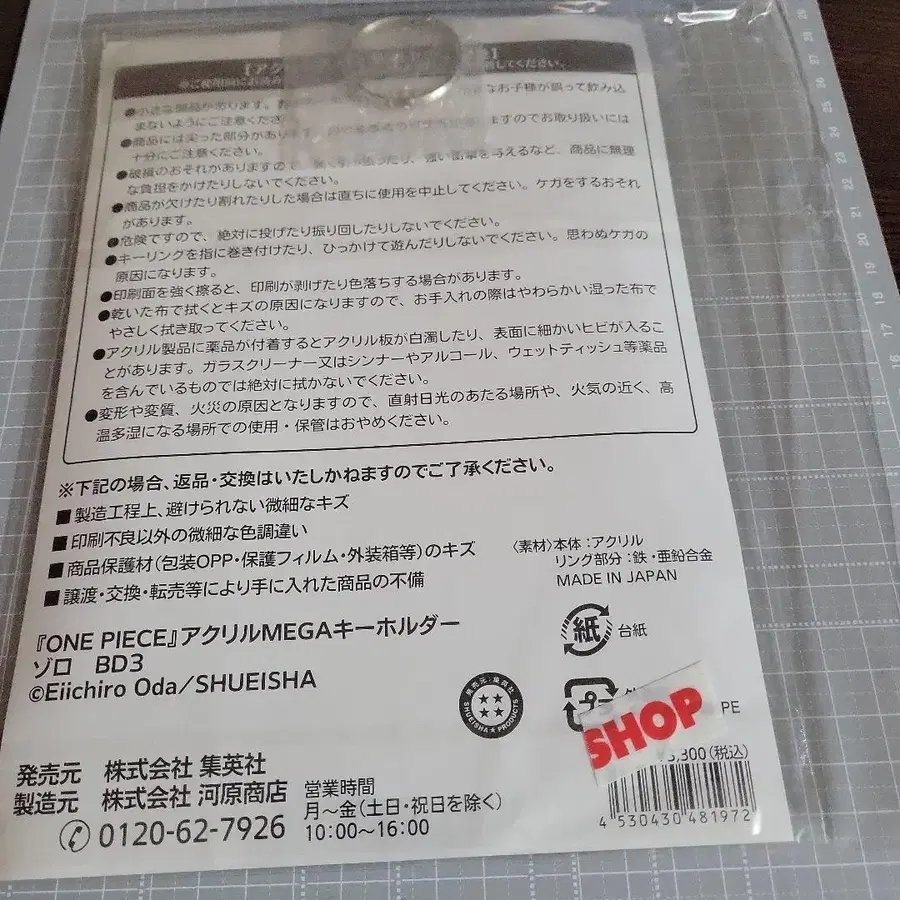 ●小さな部品があります。
なお子様が誤って飲み込
まないようにご注意くださ
●商品には尖った部分があります
ますのでお取り扱いには
十分にご注意ください。
●破損のおそれがありますので
強い衝撃を与えるなど、商品に無理
な負担をかけたりしないでください。
●商品が欠けたり割れたりした場合は直ちに使用を中止してください。ケガをするおそれ
があります。
●危険ですので、絶対に投げたり振り回したりしないでください。
●キーリングを指に巻き付けたり、ひっかけて遊んだりしないでください。思わぬケガの
原因になります。
●印刷面を強く擦ると、印刷が剥げたり色落ちする場合があります。
●乾いた布で拭くとキズの原因になりますので、お手入れの際はやわらかい湿った布で
やさしく拭き取ってください。
●アクリル製品に薬品が付着するとアクリル板が白濁したり、表面に細かいヒビが入るこ
とがあります。ガラスクリーナー又はシンナーやアルコール、ウェットティッシュ等薬品
を含んでいるものでは絶対に拭かないでください。
●変形や変質、火災の原因となりますので、直射日光のあたる場所や、火気の近く、高
温多湿になる場所での使用・保管はおやめください。
※下記の場合、返品・交換はいたしかねますのでご了承ください。
■製造工程上、避けられない微細なキズ
■印刷不良以外の微細な色調違い
■商品保護材(包装OPP・保護フィルム・外装箱等)のキズ
■譲渡・交換・転売等により手に入れた商品の不備
〈素材〉本体:アクリル
リング部分:鉄・亜鉛合金
MADE IN JAPAN
紙 台紙
プラ
PE
『ONE PIECE』アクリルMEGAキーホルダー
ゾロ BD3
©Eiichiro Oda/SHUEISHA
発売元:集英社
SHUEISHA PRODUCTS
SHOP
3,300(税込)
4 530430 481972
発売元 株式会社 集英社
製造元 株式会社 河原商店
0120-62-7926
営業時間
月~金(土日・祝日を除く)
10:00~16:00